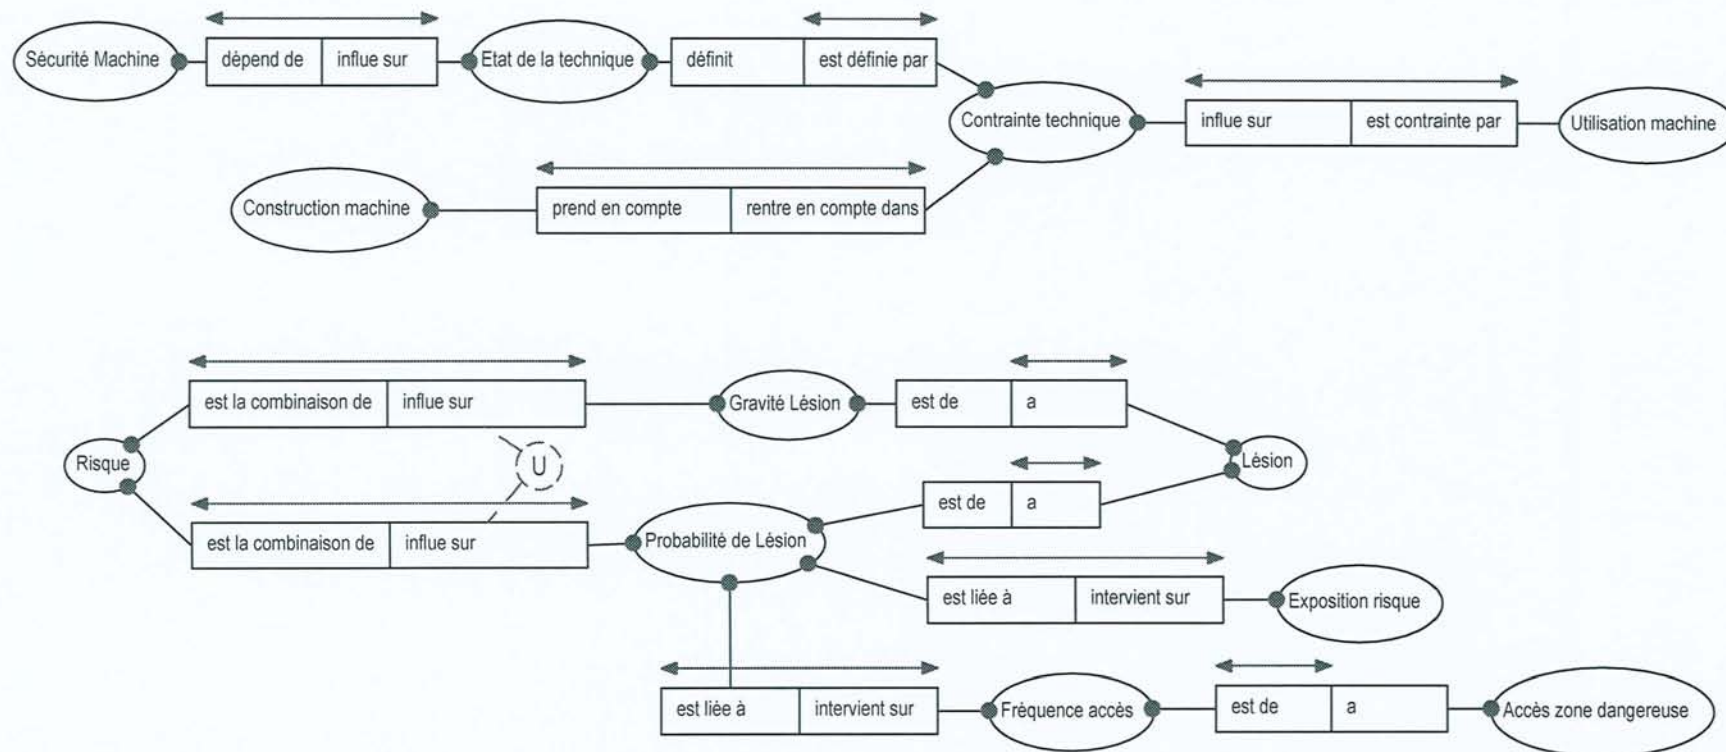 Sécurité Machine
dépend de
influe sur
Etat de la technique
définit
est définie par
Contrainte technique
influe sur
est contrainte par
Utilisation machine
Construction machine
prend en compte
rentre en compte dans
est la combinaison de
influe sur
Gravité Lésion
est de
a
Risque
U
Lésion
est de
a
est la combinaison de
influe sur
Probabilité de Lésion
est liée à
intervient sur
Exposition risque
est liée à
intervient sur
Fréquence accès
est de
a
Accès zone dangereuse